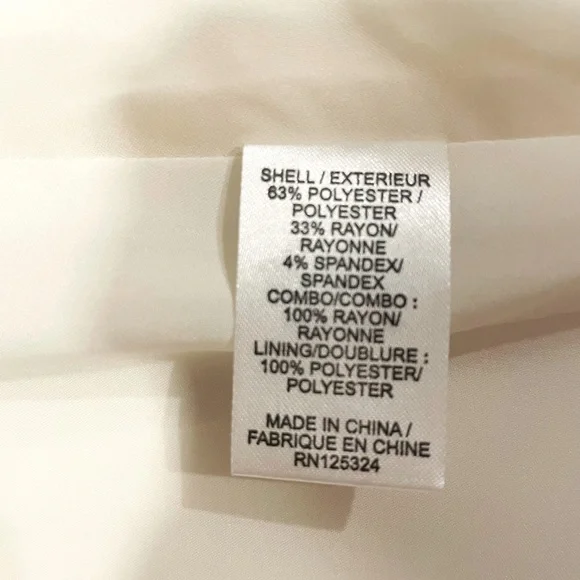 SHELL / EXTERIEUR
63% POLYESTER /
POLYESTER
33% RAYON/
RAYONNE
4% SPANDEX/
SPANDEX
COMBO/COMBO :
100% RAYON/
RAYONNE
LINING/DOUBLURE :
100% POLYESTER/
POLYESTER
MADE IN CHINA /
FABRIQUE EN CHINE
RN125324